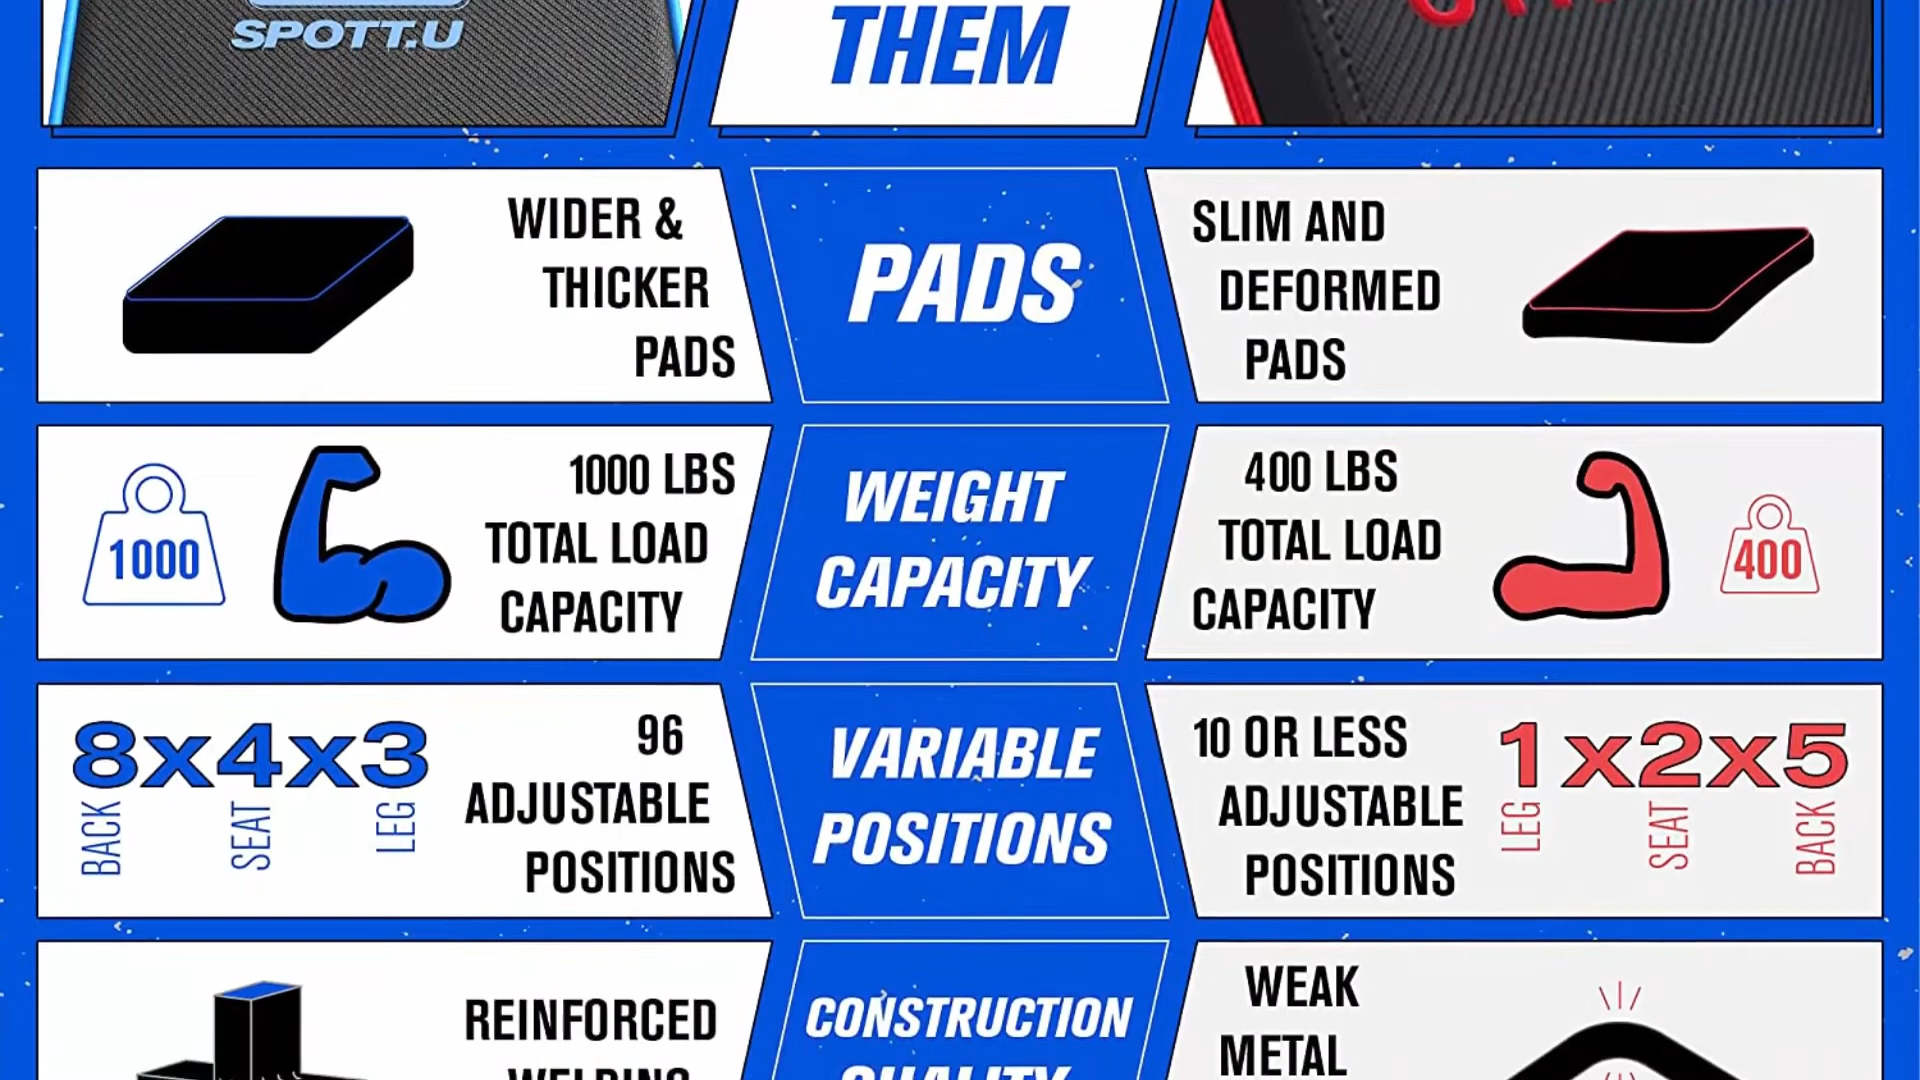 SPOTT.U
THEM
WIDER &
THICKER
PADS
PADS
SLIM AND
DEFORMED
PADS
1000
1000 LBS
TOTAL LOAD
CAPACITY
WEIGHT
CAPACITY
400 LBS
TOTAL LOAD
CAPACITY
400
8x4x3
BACK
SEAT
LEG
96
ADJUSTABLE
POSITIONS
VARIABLE
POSITIONS
10 OR LESS
ADJUSTABLE
POSITIONS
1x2x5
LEG
SEAT
BACK
REINFORCED
WELDING
CONSTRUCTION
QUALITY
WEAK
METAL